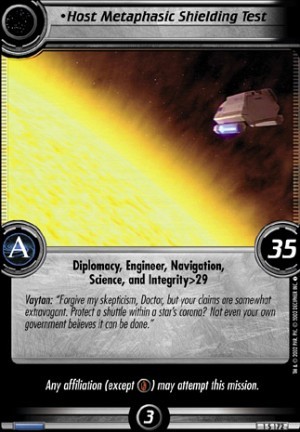 •Host Metaphasic Shielding Test
A
35
Diplomacy, Engineer, Navigation,
Science, and Integrity>29
Vaytan: "Forgive my skepticism, Doctor, but your claims are somewhat
extravagant. Protect a shuttle within a star's corona? Not even your own
government believes it can be done."
Any affiliation (except ) may attempt this mission.
3